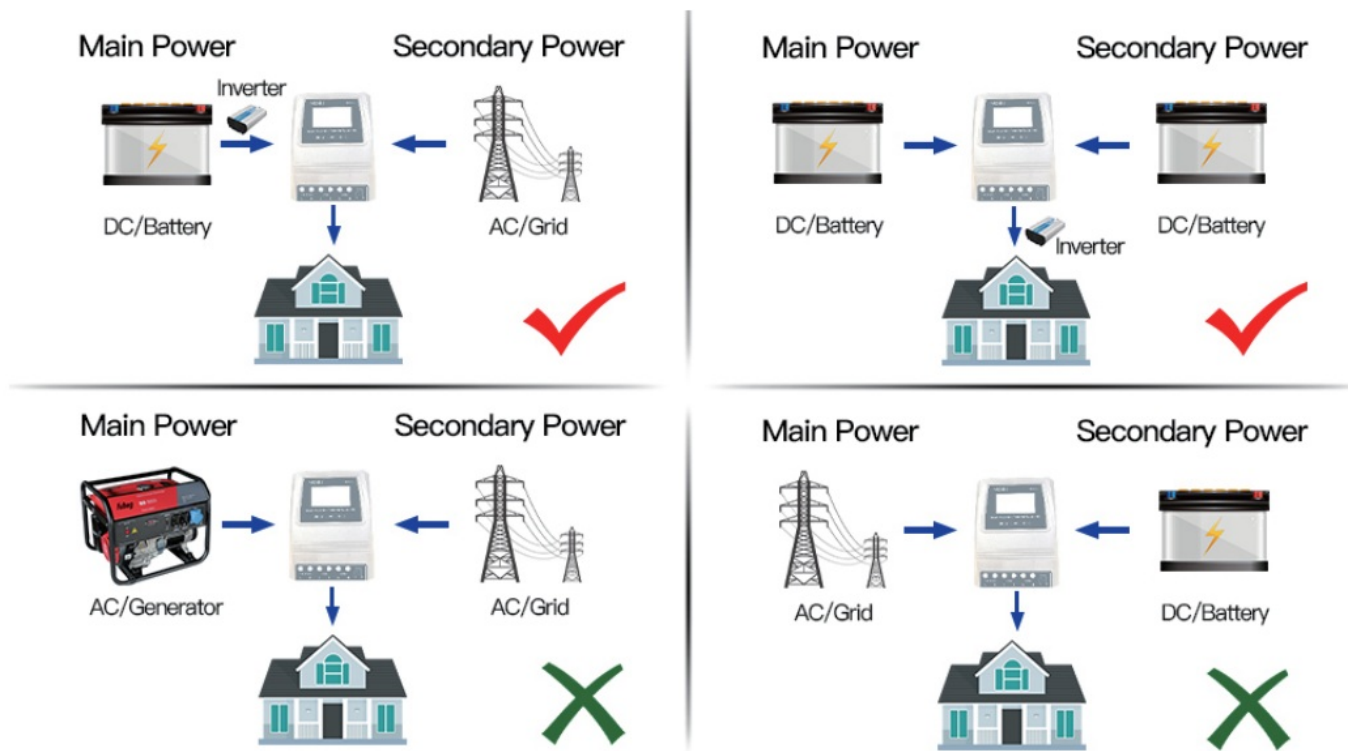 Main Power
Secondary Power
Inverter
DC/Battery
AC/Grid
Main Power
Secondary Power
DC/Battery
DC/Battery
Inverter
Main Power
Secondary Power
AC/Generator
AC/Grid
Main Power
Secondary Power
AC/Grid
DC/Battery